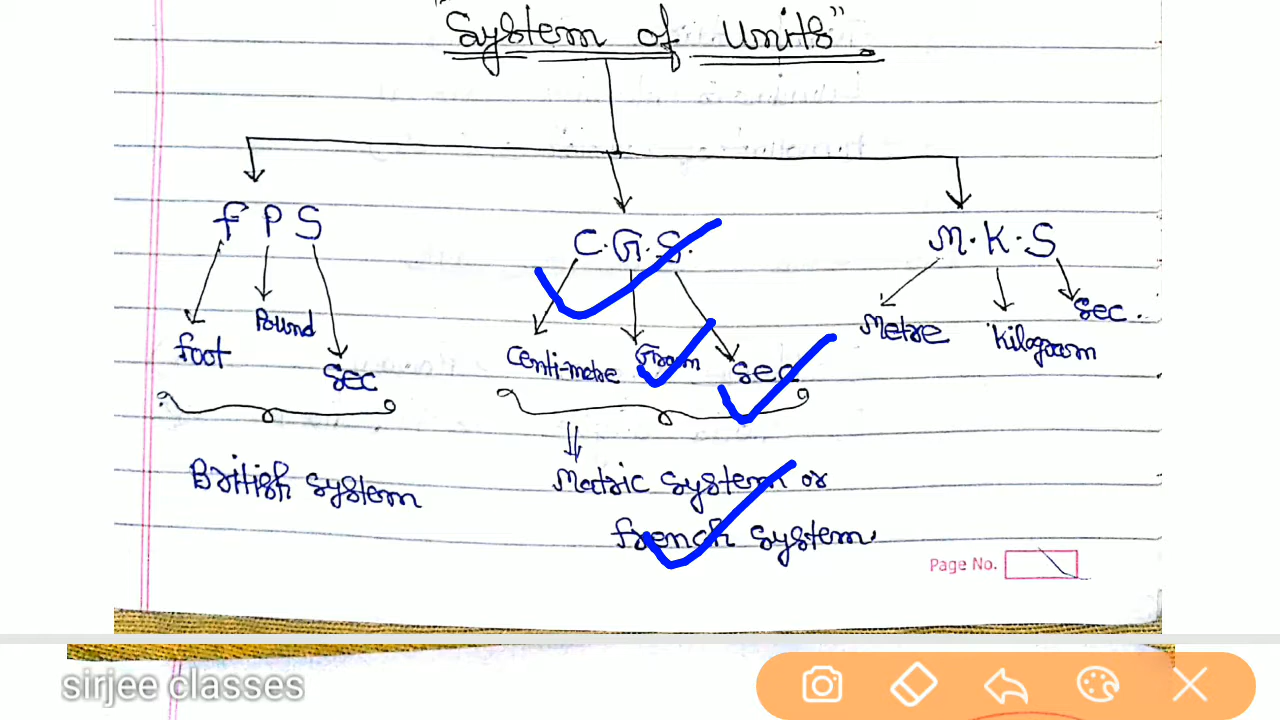 "System of Units"
F P S
C.G.S.
M.K.S
foot
Pound
Sec
Centi-metre
Gram
Sec
Metre
Kilogram
Sec.
British System
Matric System or
french System.
Page No.
sirjee classes